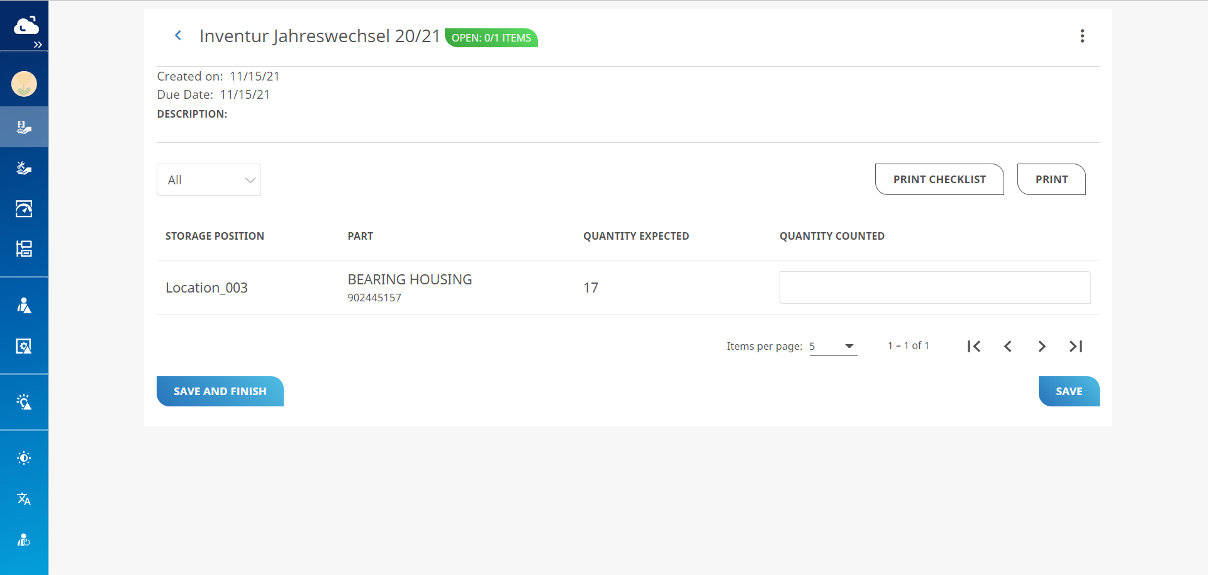 Inventur Jahreswechsel 20/21 OPEN: 0/1 ITEMS
Created on: 11/15/21
Due Date: 11/15/21
DESCRIPTION:
All PRINT CHECKLIST PRINT
STORAGE POSITION PART QUANTITY EXPECTED QUANTITY COUNTED
Location_003 BEARING HOUSING 17
902445157
Items per page: 5 1 – 1 of 1
SAVE AND FINISH SAVE